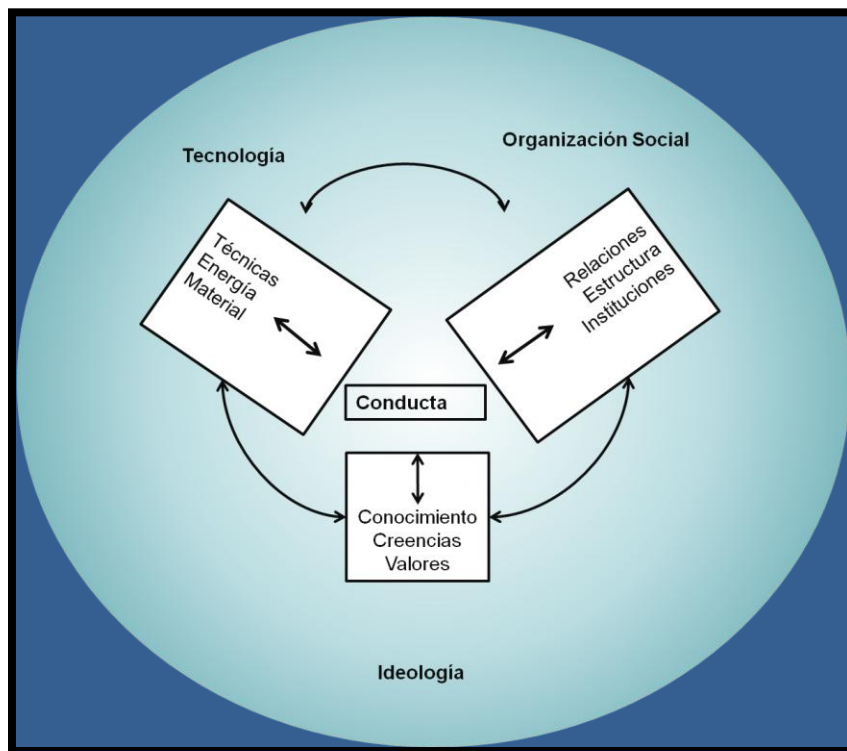 Tecnología
Organización Social
Técnicas
Energía
Material
Relaciones
Estructura
Instituciones
Conducta
Conocimiento
Creencias
Valores
Ideología